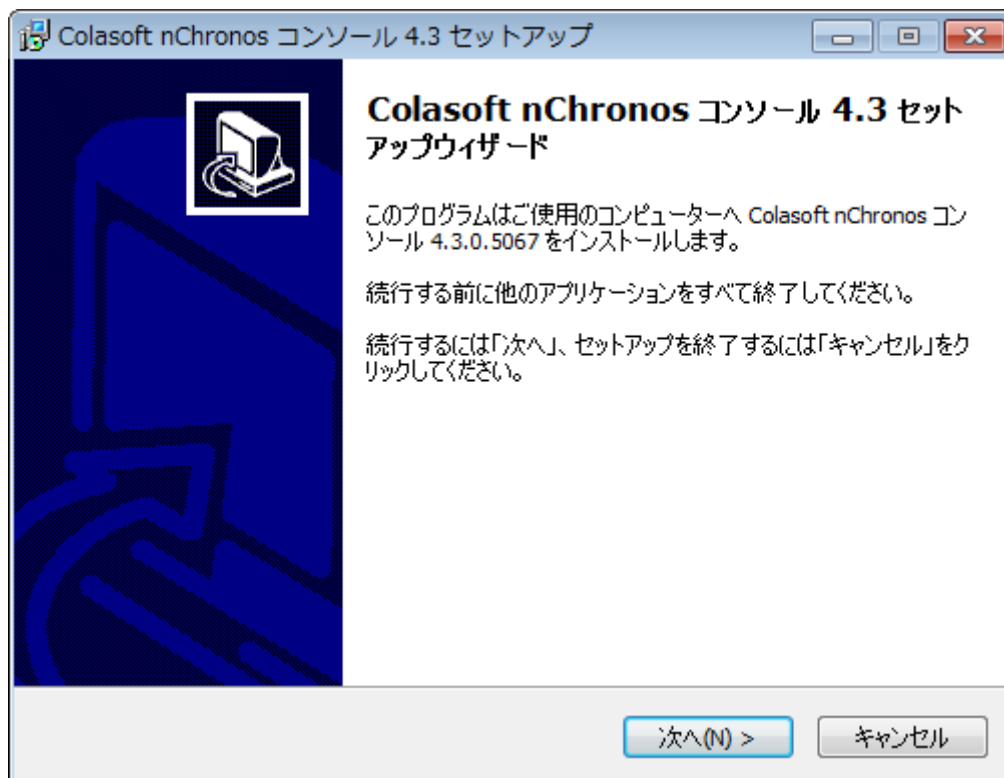 Colasoft nChronos コンソール 4.3 セットアップ
Colasoft nChronos コンソール 4.3 セット
アップウィザード
このプログラムはご使用のコンピューターへ Colasoft nChronos コン
ソール 4.3.0.5067 をインストールします。
続行する前に他のアプリケーションをすべて終了してください。
続行するには「次へ」、セットアップを終了するには「キャンセル」をク
リックしてください。
次へ(N) >
キャンセル